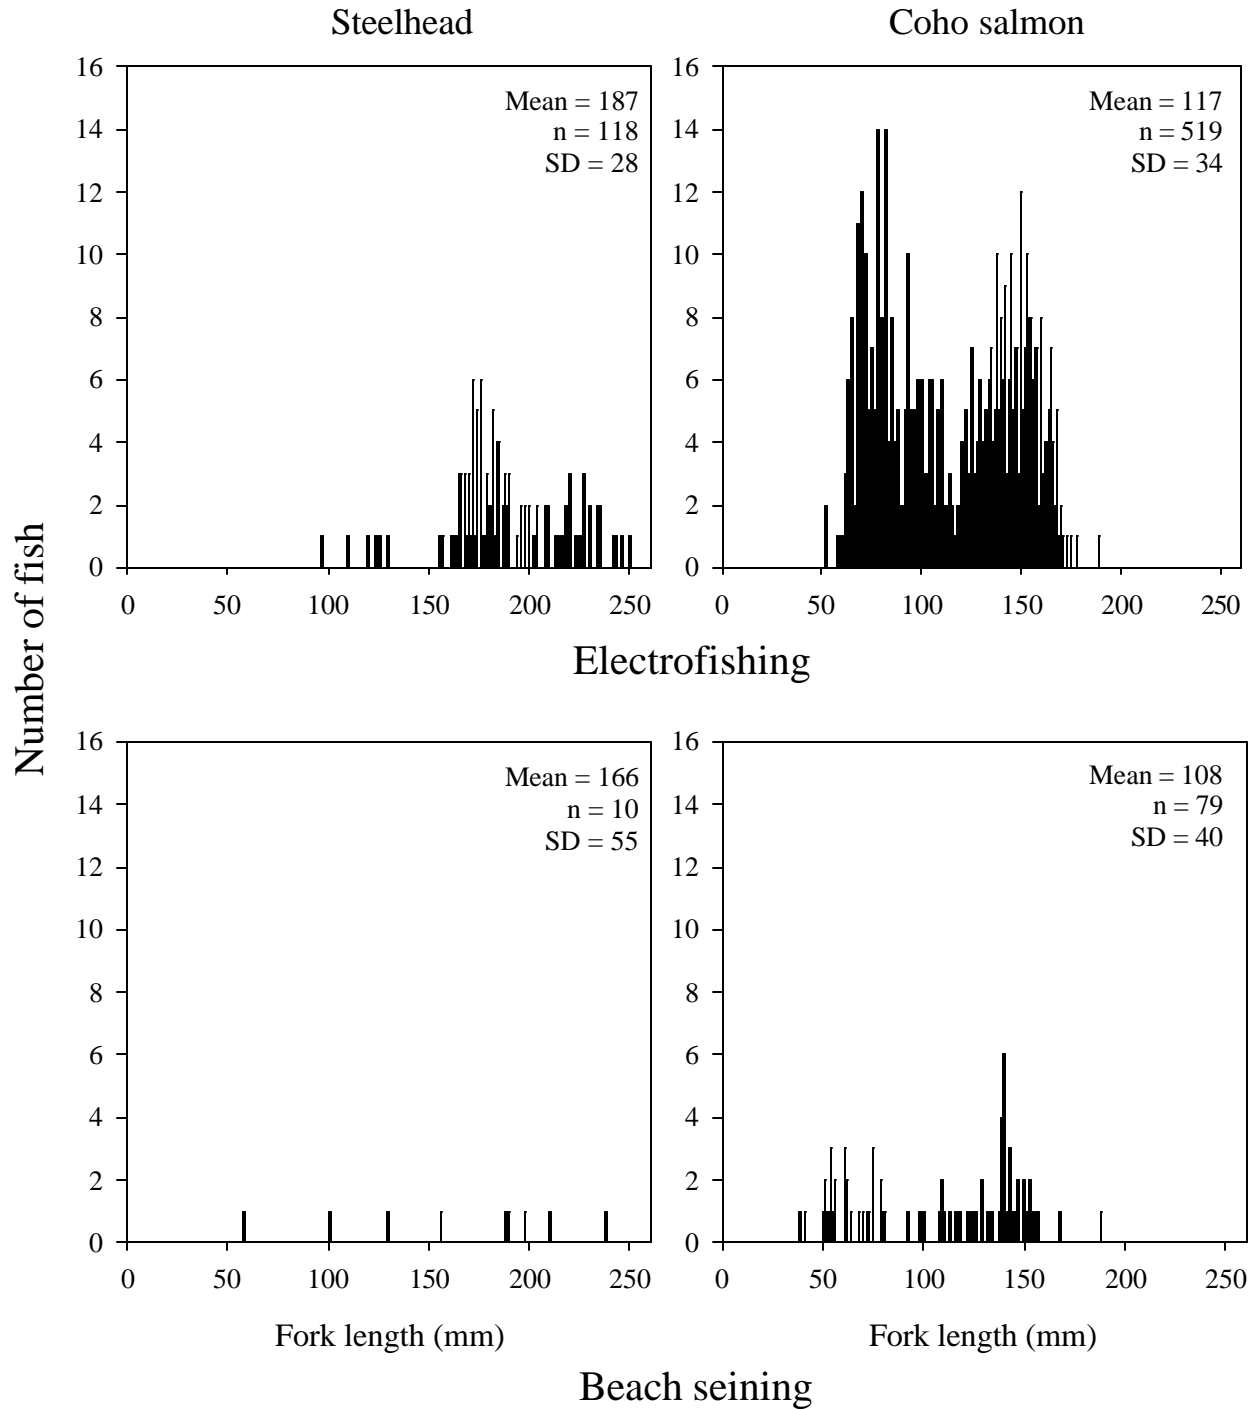 Steelhead
Coho salmon
16
14
12
10
8
6
4
2
0
Mean = 187
n = 118
SD = 28
0 50 100 150 200 250
16
14
12
10
8
6
4
2
0
Mean = 117
n = 519
SD = 34
0 50 100 150 200 250
Electrofishing
Number of fish
16
14
12
10
8
6
4
2
0
Mean = 166
n = 10
SD = 55
0 50 100 150 200 250
Fork length (mm)
16
14
12
10
8
6
4
2
0
Mean = 108
n = 79
SD = 40
0 50 100 150 200 250
Fork length (mm)
Beach seining